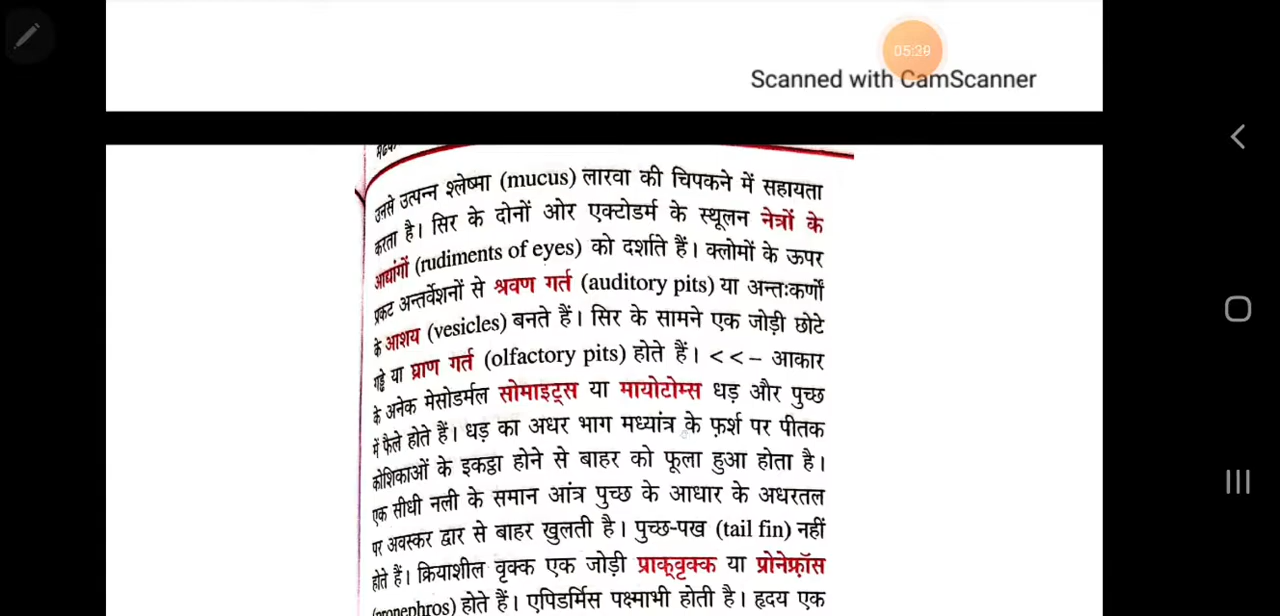 05:39
Scanned with CamScanner
उनसे उत्पन्न श्लेष्मा (mucus) लारवा की चिपकने में सहायता
करता है। सिर के दोनों ओर एक्टोडर्म के स्थूलन नेत्रों के
आद्यांगों (rudiments of eyes) को दर्शाते हैं। क्लोमों के ऊपर
प्रकट अन्तर्वेशनों से श्रवण गर्त (auditory pits) या अन्तःकर्णों
के आशय (vesicles) बनते हैं। सिर के सामने एक जोड़ी छोटे
गड्ढे या घ्राण गर्त (olfactory pits) होते हैं। < < – आकार
के अनेक मेसोडर्मल सोमाइट्स या मायोटोम्स धड़ और पुच्छ
में फैले होते हैं। धड़ का अधर भाग मध्यांत्र के फ़र्श पर पीतक
कोशिकाओं के इकट्ठा होने से बाहर को फूला हुआ होता है।
एक सीधी नली के समान आंत्र पुच्छ के आधार के अधरतल
पर अवस्कर द्वार से बाहर खुलती है। पुच्छ-पख (tail fin) नहीं
होते हैं। क्रियाशील वृक्क एक जोड़ी प्राक्वृक्क या प्रोनेफ्रॉस
(pronephros) होते हैं। एपिडर्मिस पक्ष्माभी होती है। हृदय एक